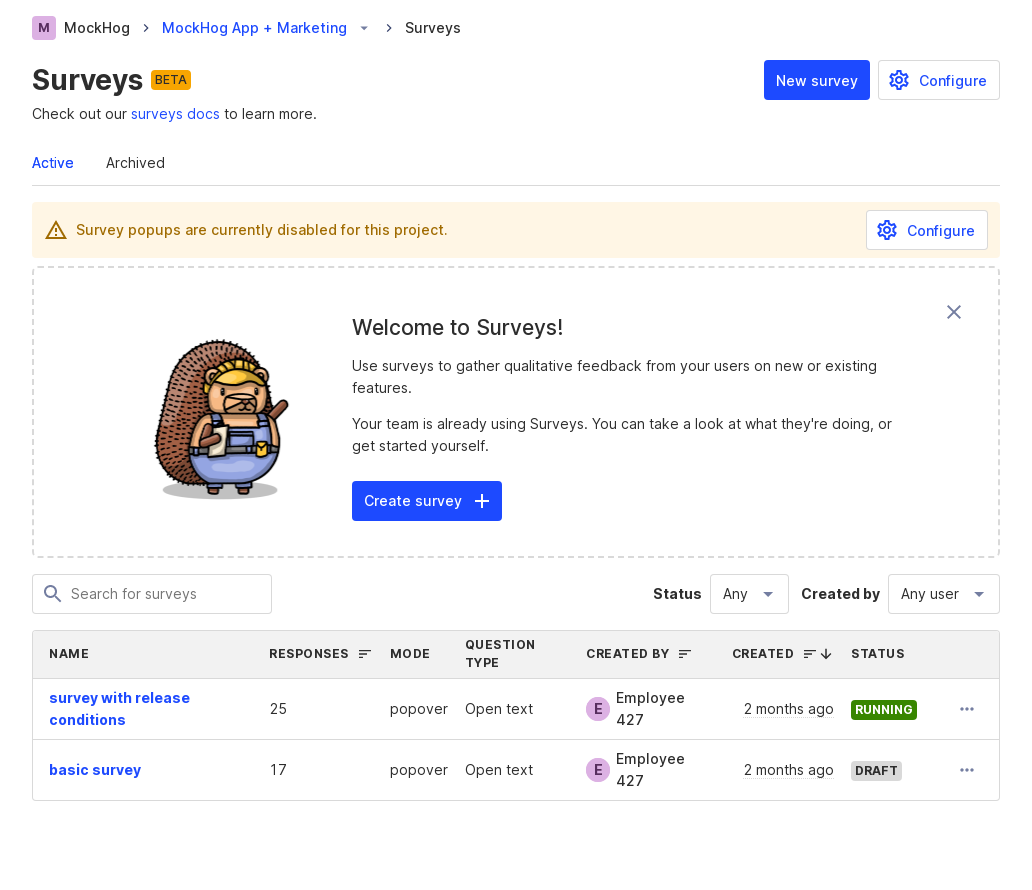 M MockHog MockHog App + Marketing Surveys
Surveys BETA
New survey Configure
Check out our surveys docs to learn more.
Active Archived
Survey popups are currently disabled for this project. Configure
Welcome to Surveys!
Use surveys to gather qualitative feedback from your users on new or existing
features.
Your team is already using Surveys. You can take a look at what they're doing, or
get started yourself.
Create survey
Search for surveys Status Any Created by Any user
NAME RESPONSES MODE QUESTION TYPE CREATED BY CREATED STATUS
survey with release conditions 25 popover Open text E Employee 427 2 months ago RUNNING
basic survey 17 popover Open text E Employee 427 2 months ago DRAFT